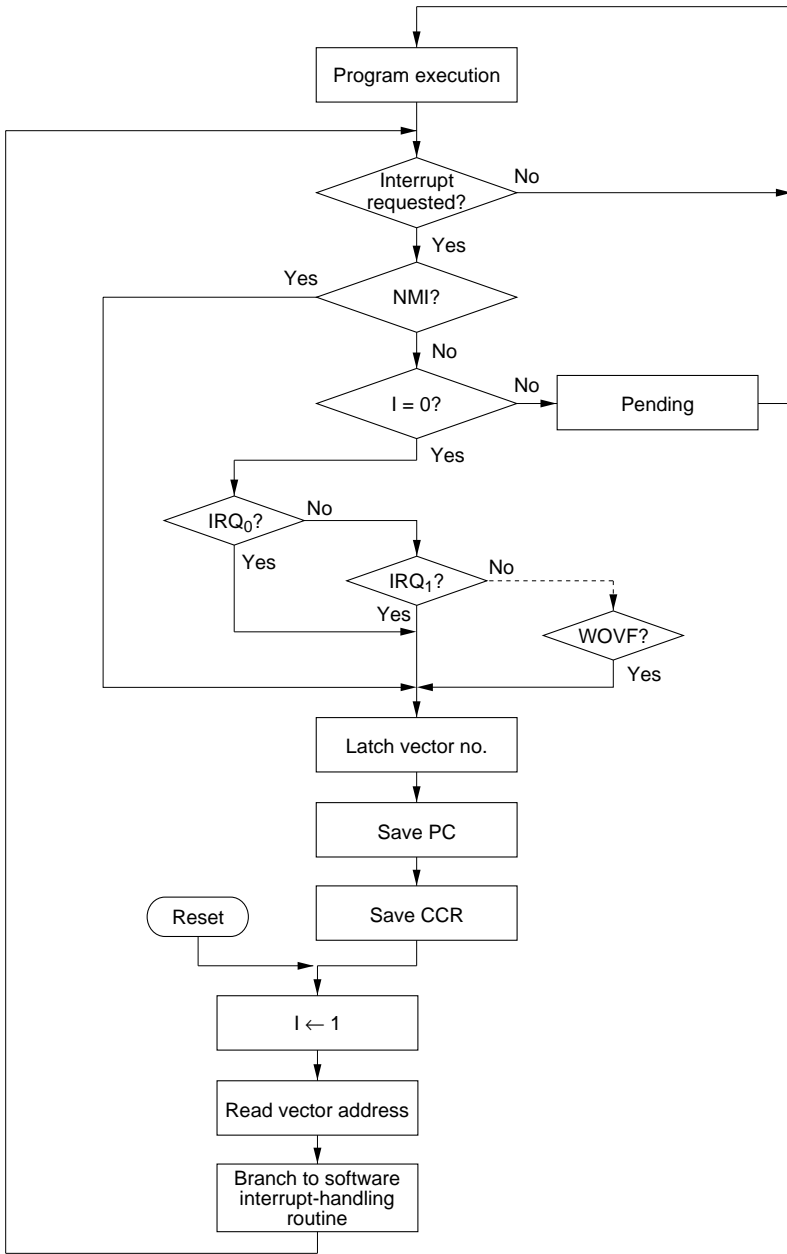 Program execution
Interrupt
requested?
No
Yes
Yes
NMI?
No
I = 0?
No
Pending
Yes
IRQ0?
No
Yes
IRQ1?
No
Yes
WOVF?
Yes
Latch vector no.
Save PC
Save CCR
Reset
I ← 1
Read vector address
Branch to software
interrupt-handling
routine